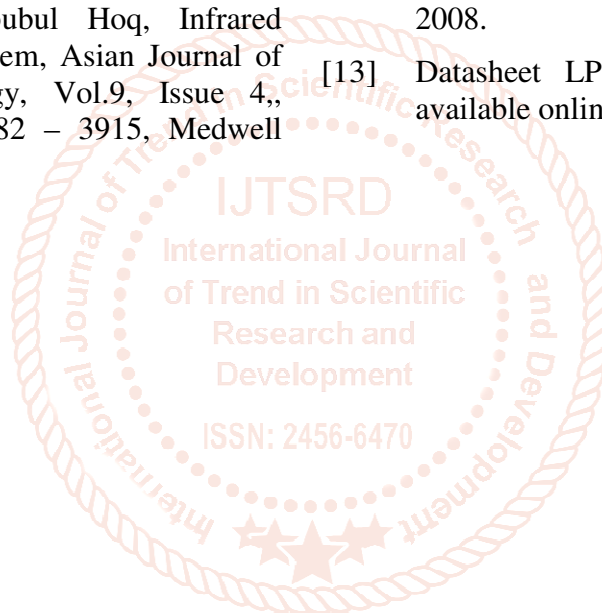 oubul Hoq, Infrared
em, Asian Journal of
gy, Vol.9, Issue 4,,
82 – 3915, Medwell
2008.
[13] Datasheet LP
available onlin
International Journal of Trend in Scientific Research and Development
IJTSRD
International Journal
of Trend in Scientific
Research and
Development
ISSN: 2456-6470